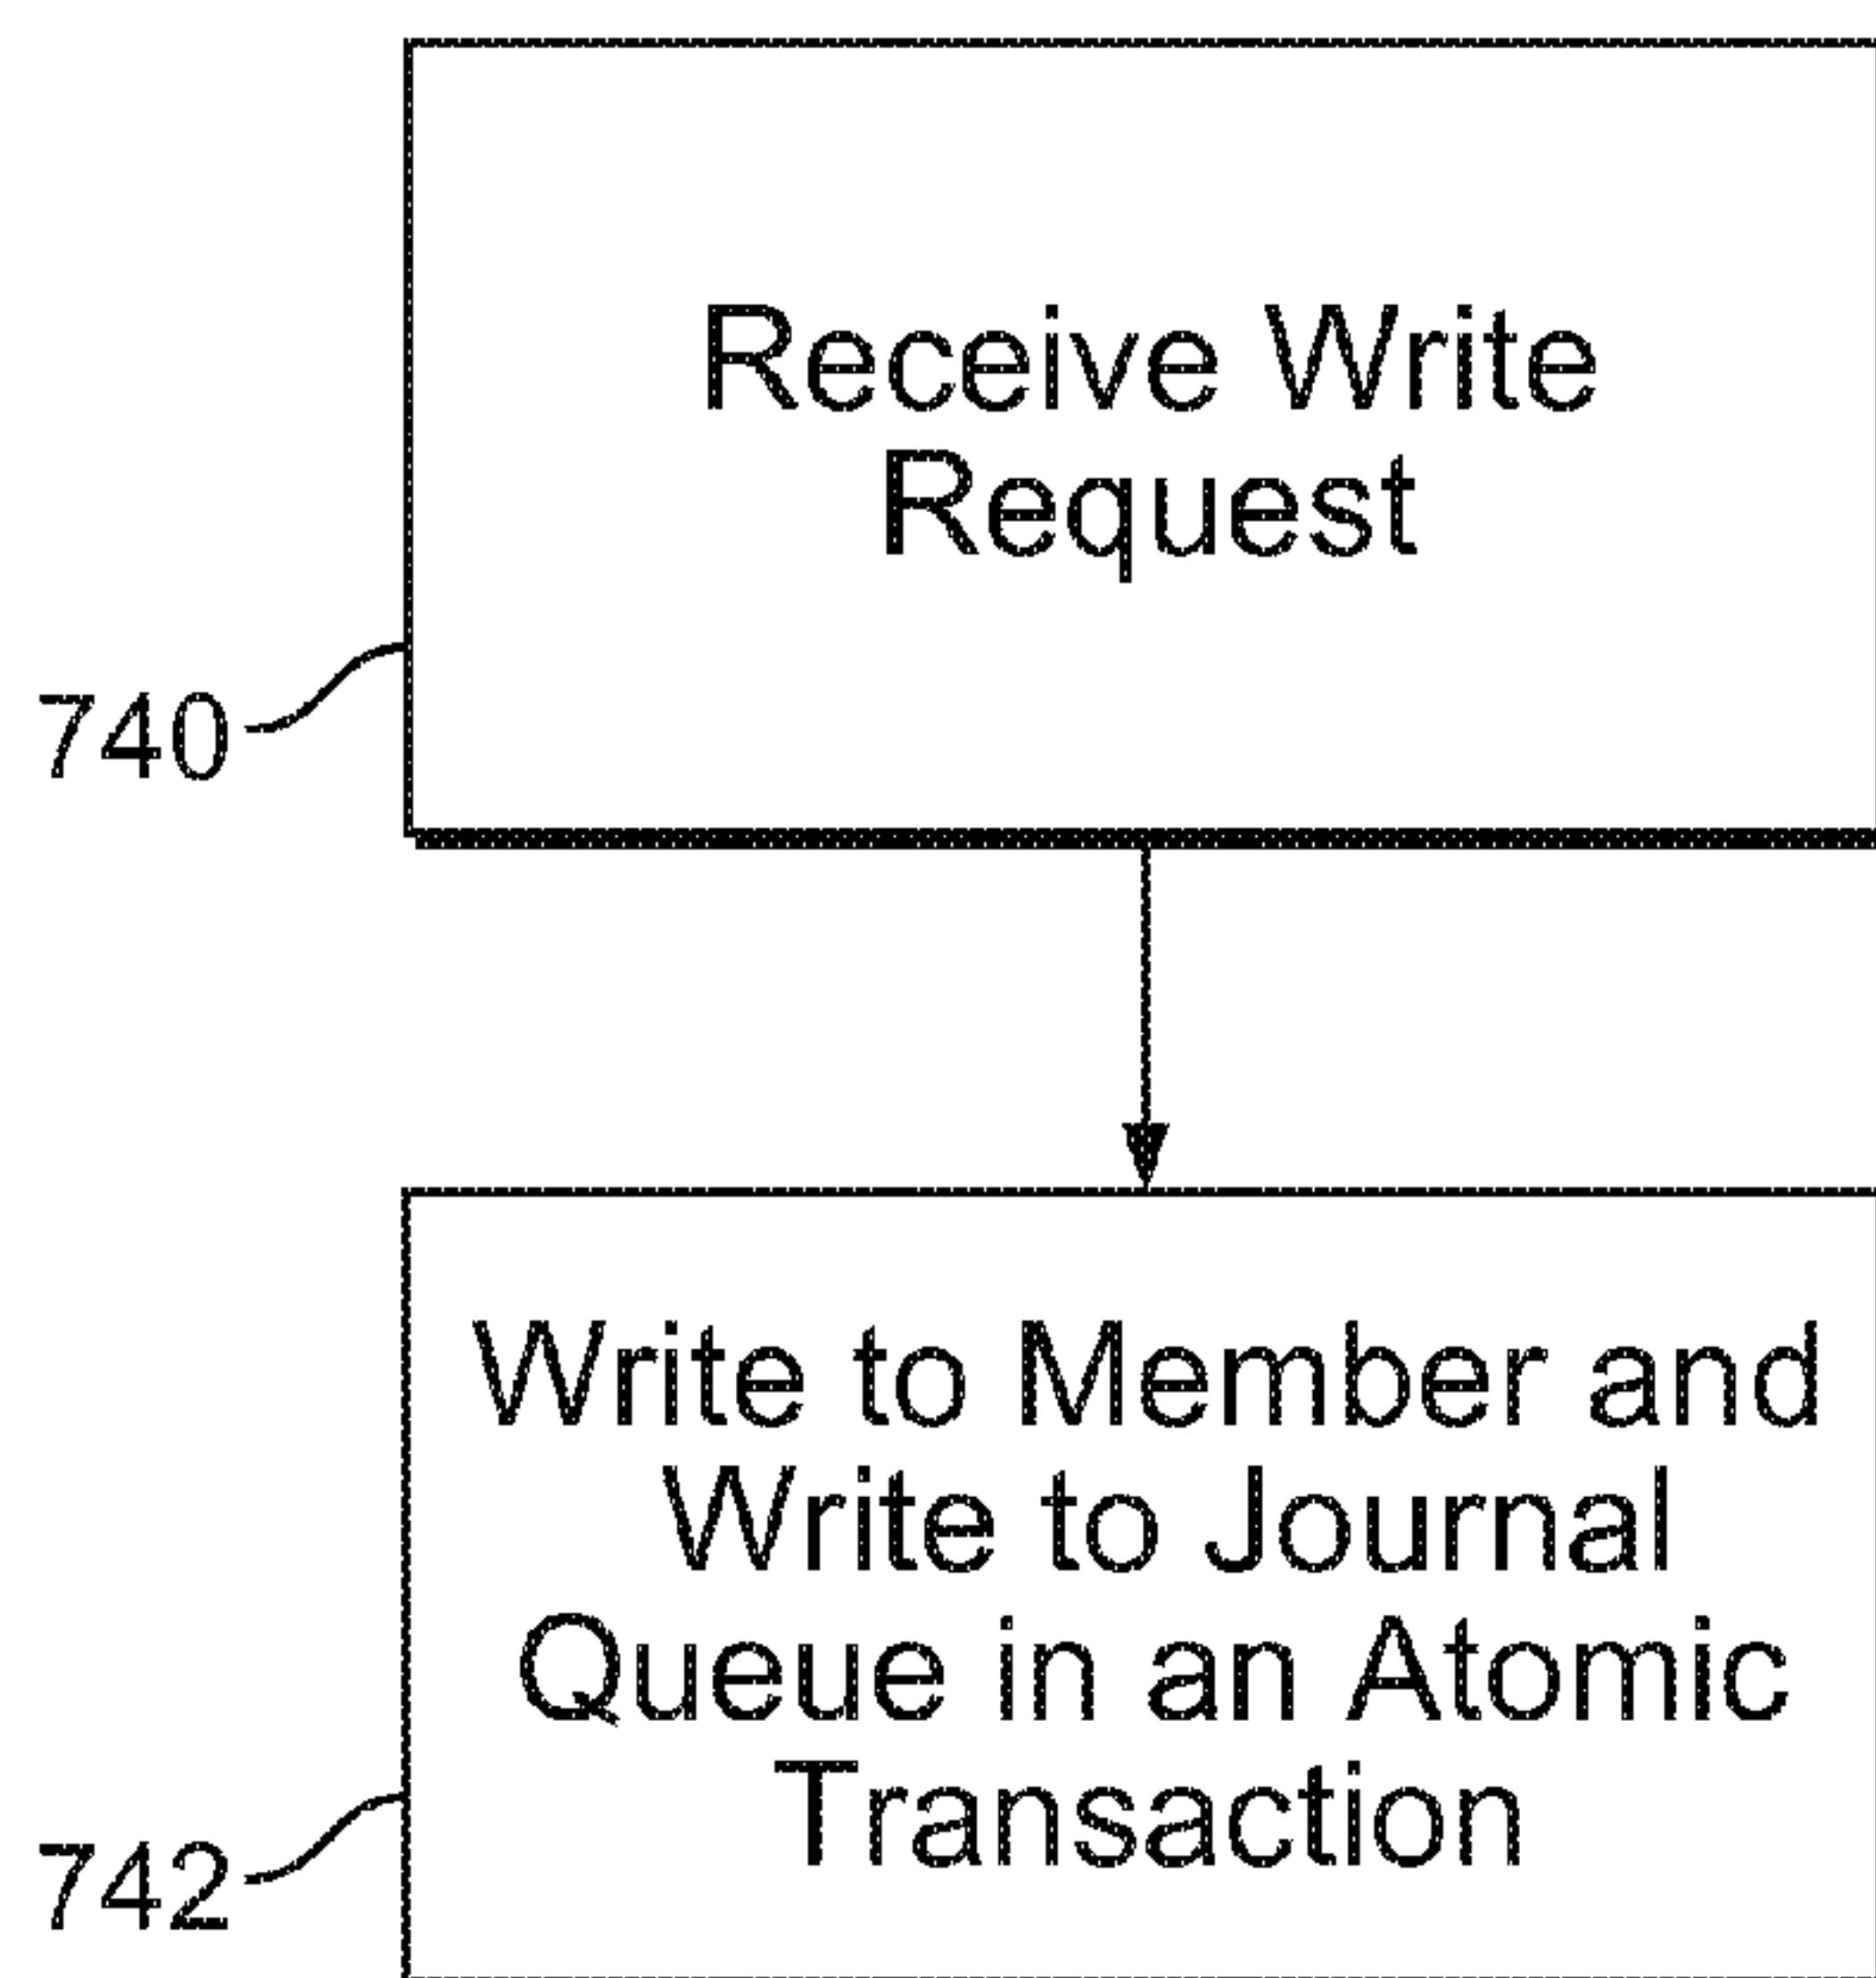 Receive Write
Request
740
Write to Member and
Write to Journal
Queue in an Atomic
Transaction
742